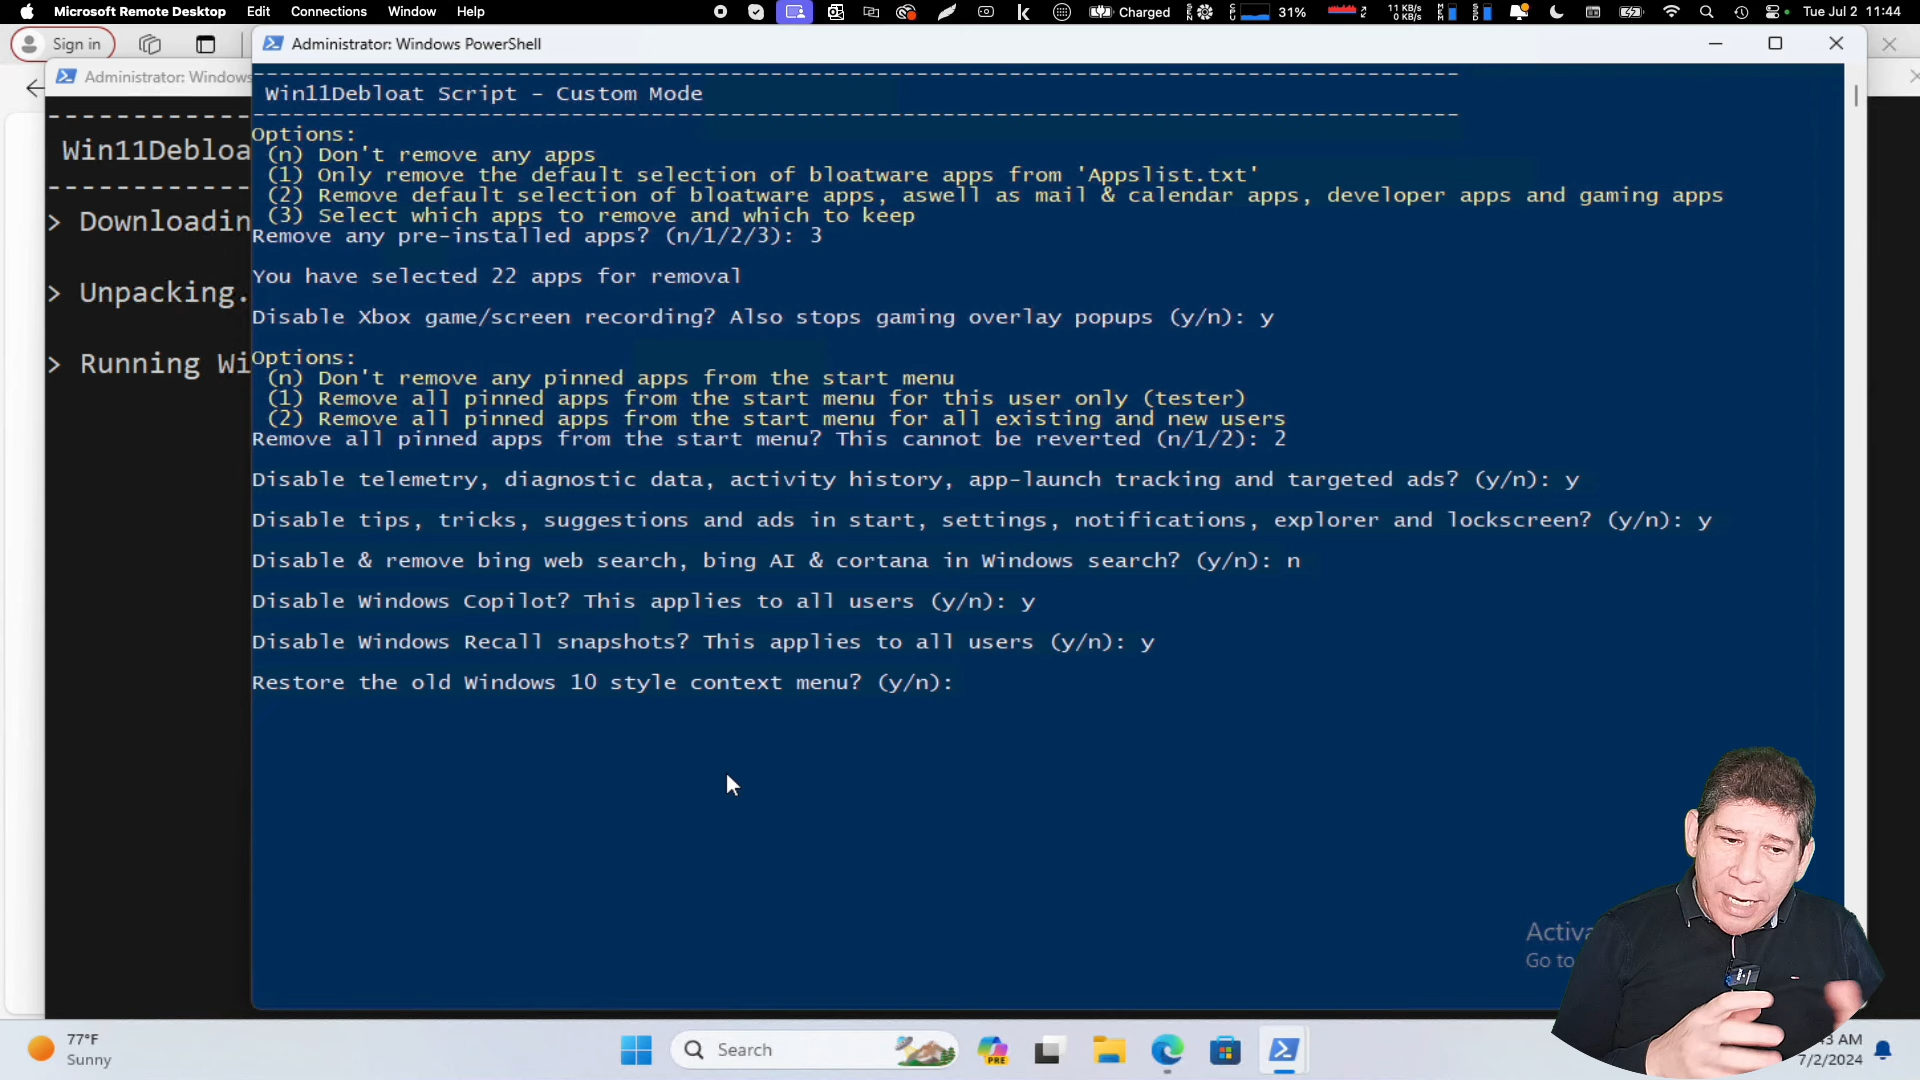 Microsoft Remote Desktop Edit Connections Window Help
Charged 31% 11 KB/s 0 KB/s Tue Jul 2 11:44
Sign in
Administrator: Windows
Administrator: Windows PowerShell
Win11Debloa
> Downloadin
> Unpacking.
> Running Wi
--------------------------------------------------------------------------------------------
Win11Debloat Script - Custom Mode
--------------------------------------------------------------------------------------------
Options:
(n) Don't remove any apps
(1) Only remove the default selection of bloatware apps from 'Appslist.txt'
(2) Remove default selection of bloatware apps, aswell as mail & calendar apps, developer apps and gaming apps
(3) Select which apps to remove and which to keep
Remove any pre-installed apps? (n/1/2/3): 3
You have selected 22 apps for removal
Disable Xbox game/screen recording? Also stops gaming overlay popups (y/n): y
Options:
(n) Don't remove any pinned apps from the start menu
(1) Remove all pinned apps from the start menu for this user only (tester)
(2) Remove all pinned apps from the start menu for all existing and new users
Remove all pinned apps from the start menu? This cannot be reverted (n/1/2): 2
Disable telemetry, diagnostic data, activity history, app-launch tracking and targeted ads? (y/n): y
Disable tips, tricks, suggestions and ads in start, settings, notifications, explorer and lockscreen? (y/n): y
Disable & remove bing web search, bing AI & cortana in Windows search? (y/n): n
Disable Windows Copilot? This applies to all users (y/n): y
Disable Windows Recall snapshots? This applies to all users (y/n): y
Restore the old Windows 10 style context menu? (y/n):
Activa
Go to
77°F
Sunny
Search
PRE
43 AM
7/2/2024